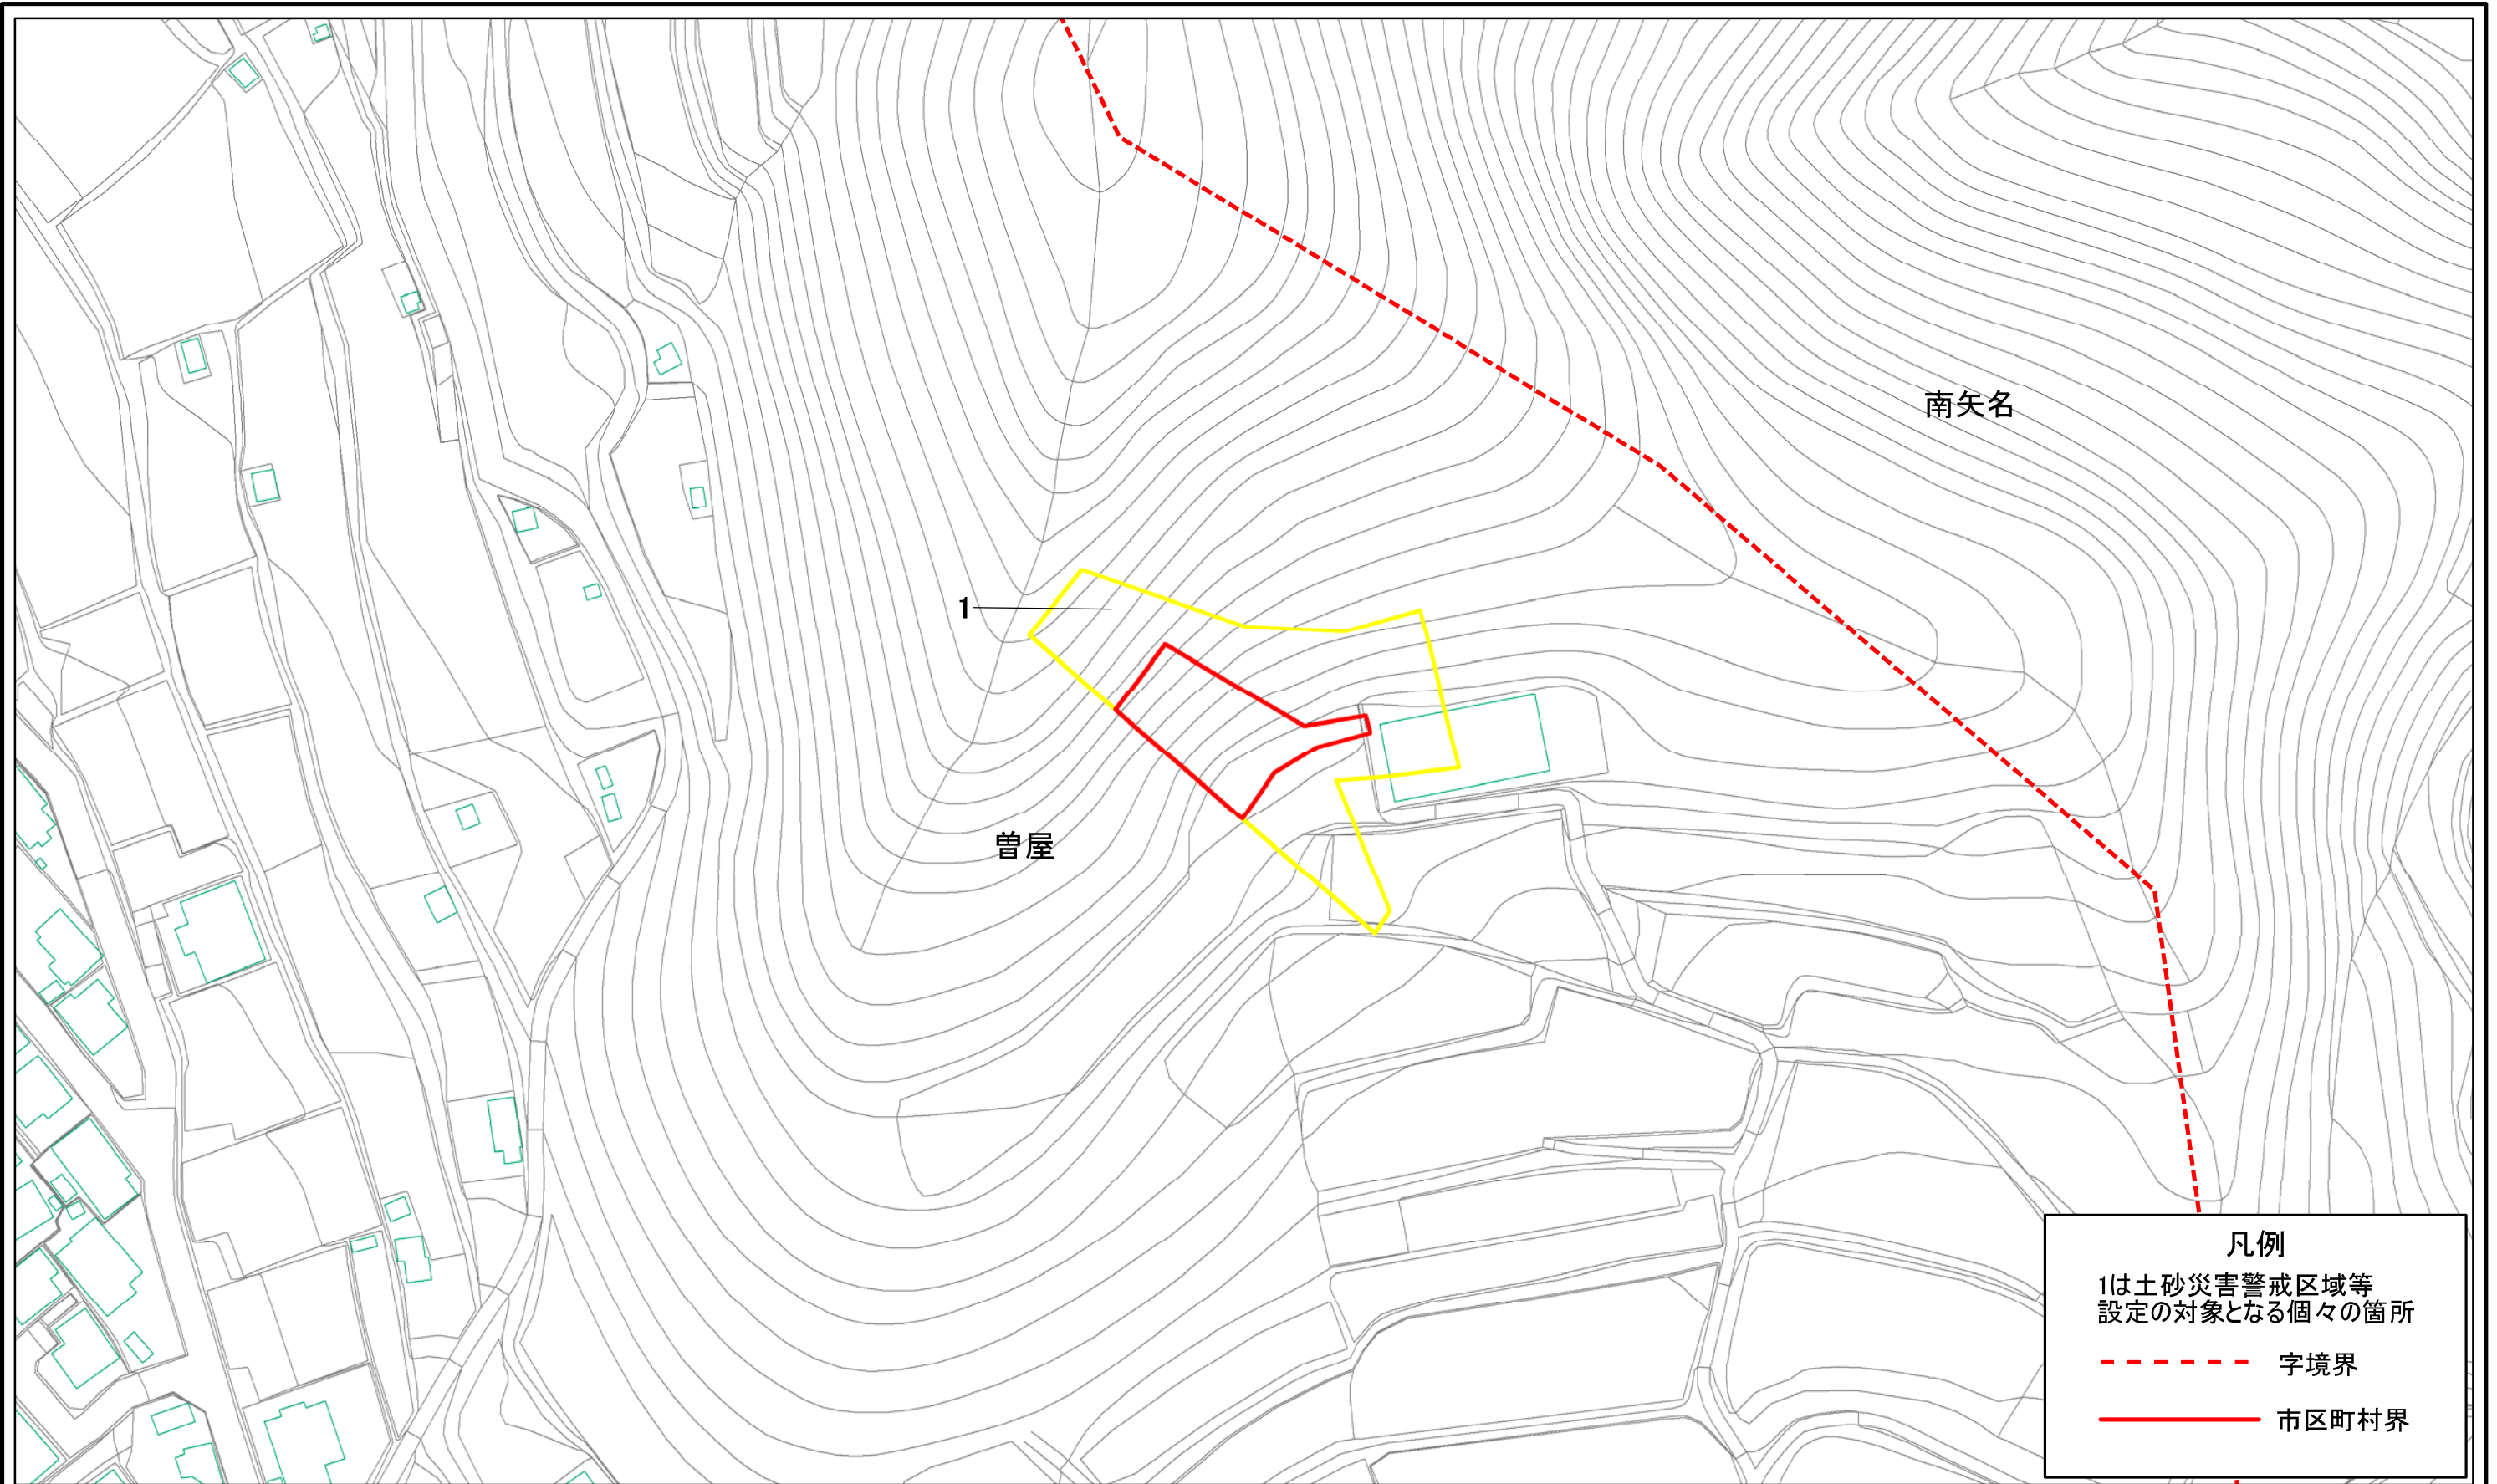 南矢名
1
曽屋
凡例
1は土砂災害警戒区域等
設定の対象となる個々の箇所
字境界
市区町村界